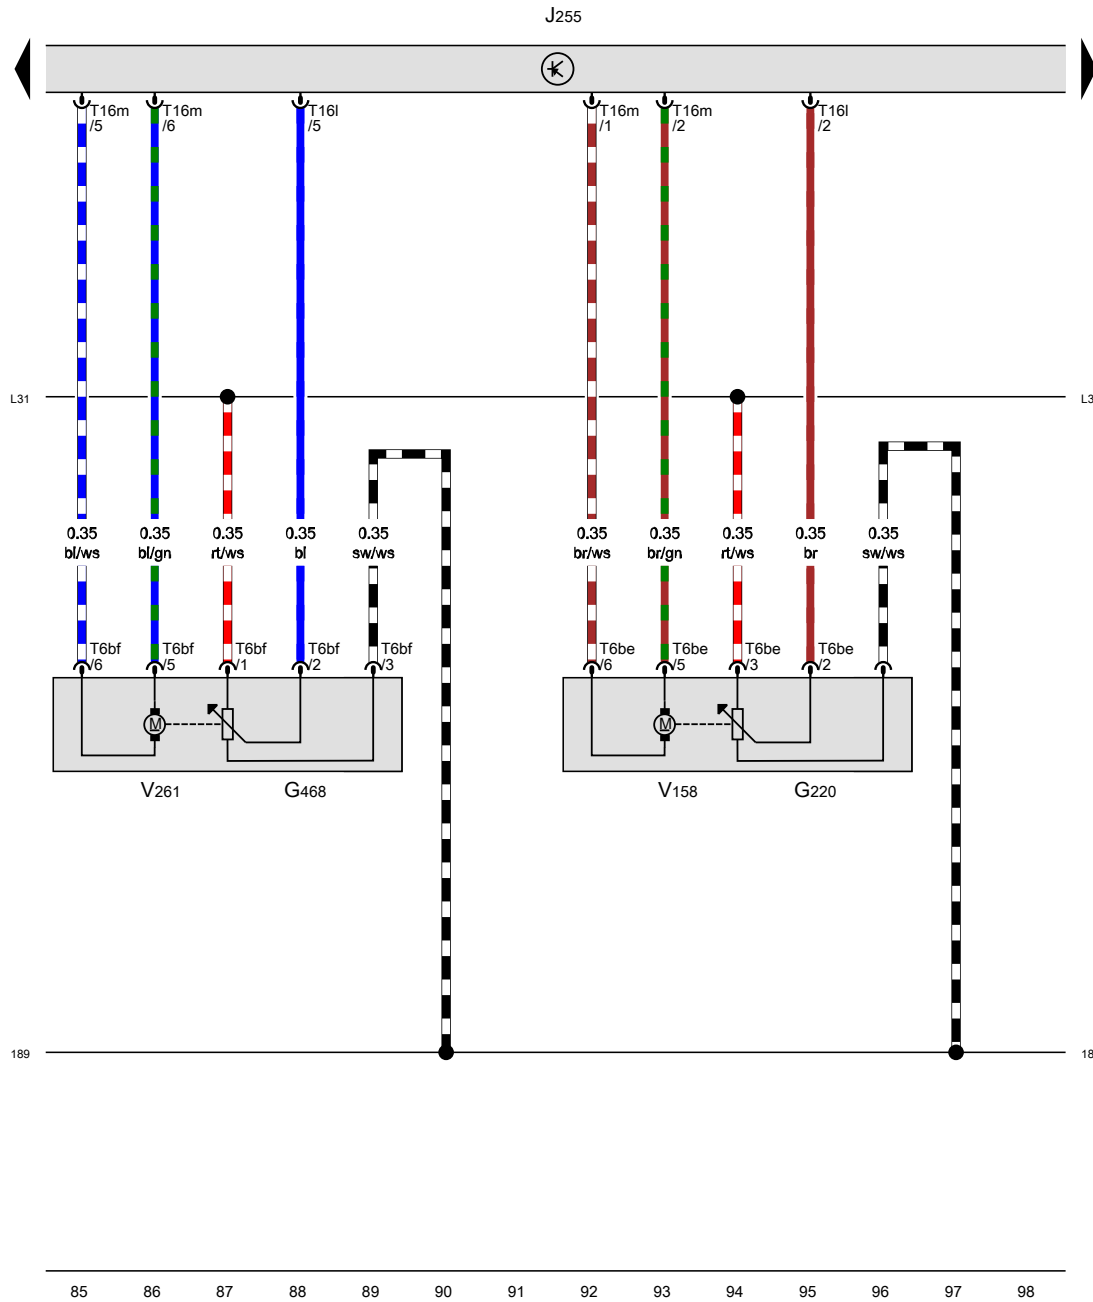 J255
T16m
/5
T16m
/6
T16l
/5
T16m
/1
T16m
/2
T16l
/2
L31
L3
0.35
bl/ws
0.35
bl/gn
0.35
rt/ws
0.35
bl
0.35
sw/ws
0.35
br/ws
0.35
br/gn
0.35
rt/ws
0.35
br
0.35
sw/ws
T6bf
/6
T6bf
/5
T6bf
/1
T6bf
/2
T6bf
/3
T6be
/6
T6be
/5
T6be
/3
T6be
/2
M
M
V261
G468
V158
G220
189
18
85 86 87 88 89 90 91 92 93 94 95 96 97 98